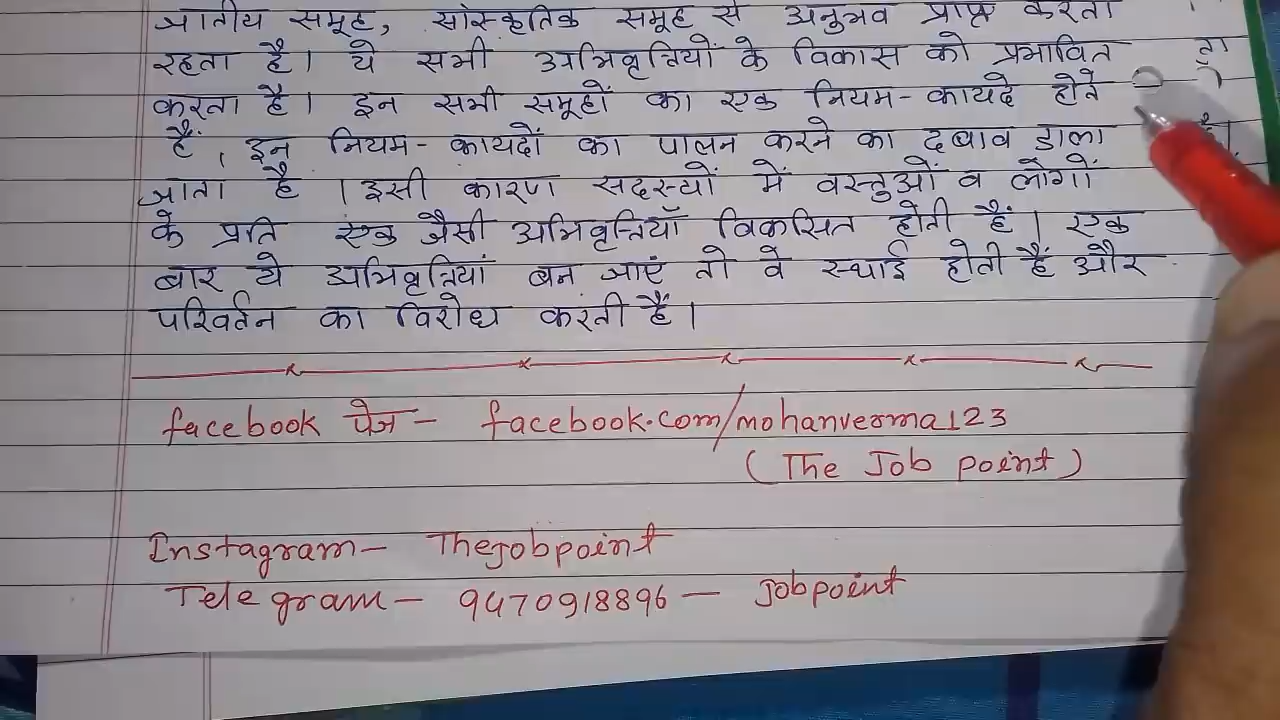 जातीय समूह, सांस्कृतिक समूह से अनुभव प्राप्त करता
रहता है। ये सभी अभिवृत्तियों के विकास को प्रभावित
करता है। इन सभी समूहों का एक नियम-कायदे होते
हैं, इन नियम-कायदों का पालन करने का दबाव डाला
जाता है । इसी कारण सदस्यों में वस्तुओं व लोगों
के प्रति एक जैसी अभिवृत्तियाँ विकसित होती हैं। एक
बार ये अभिवृत्तियां बन जाएं तो वे स्थाई होती हैं और
परिवर्तन का विरोध करती हैं।
facebook पेज - facebook.com/mohanverma123
(The Job point)
Instagram - Thejobpoint
Telegram - 9470918896 - Jobpoint